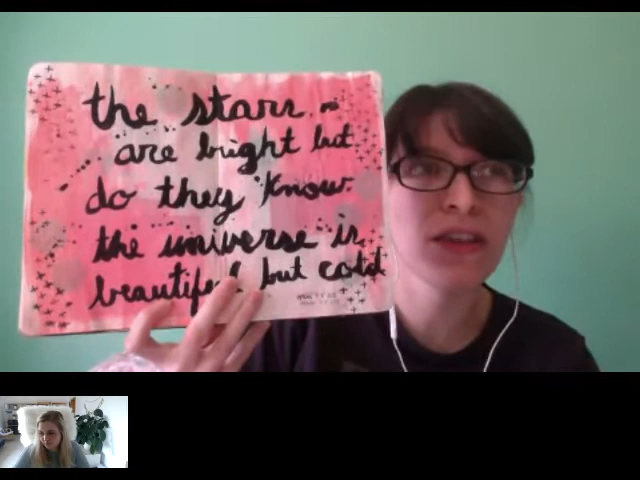 the stars
are bright but
do they know
the universe is
beautiful but cold